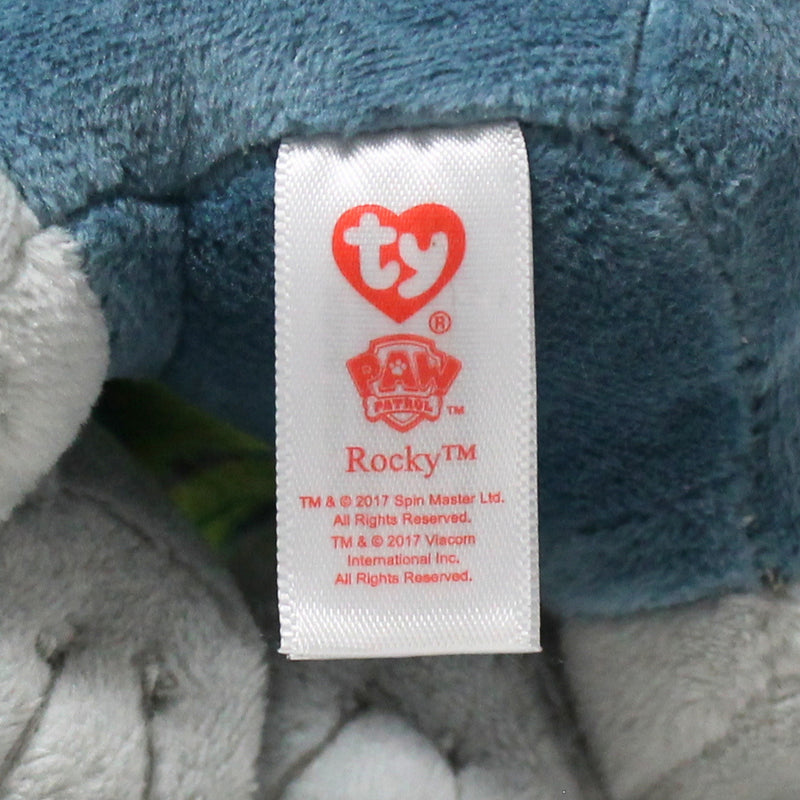 ty
®
PAW
PATROL ™
Rocky™
TM & © 2017 Spin Master Ltd.
All Rights Reserved.
TM & © 2017 Viacom
International Inc.
All Rights Reserved.